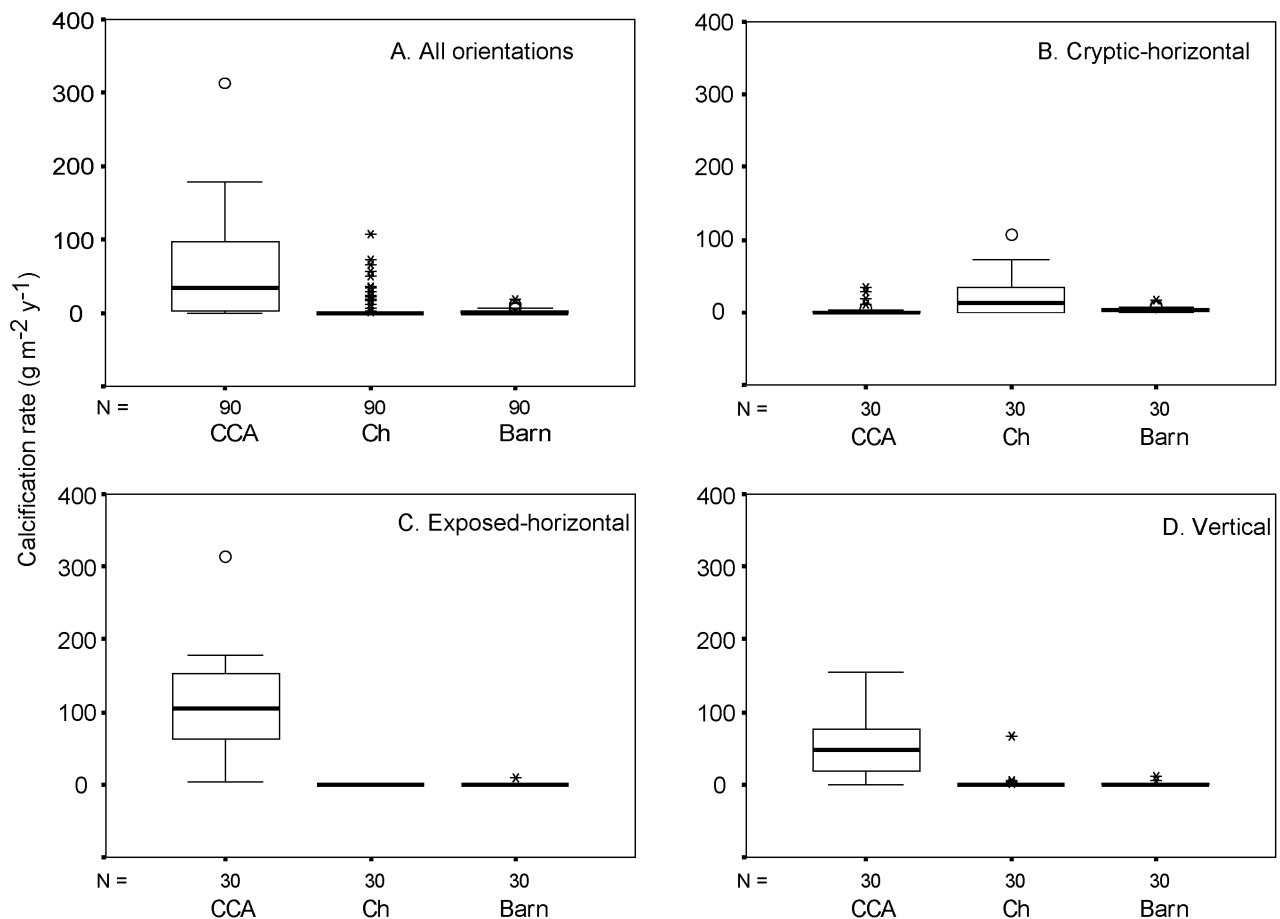 Calcification rate (g m⁻² y⁻¹)
A. All orientations
400
300
200
100
0
N = 90 90 90
CCA Ch Barn
B. Cryptic-horizontal
400
300
200
100
0
N = 30 30 30
CCA Ch Barn
C. Exposed-horizontal
400
300
200
100
0
N = 30 30 30
CCA Ch Barn
D. Vertical
400
300
200
100
0
N = 30 30 30
CCA Ch Barn